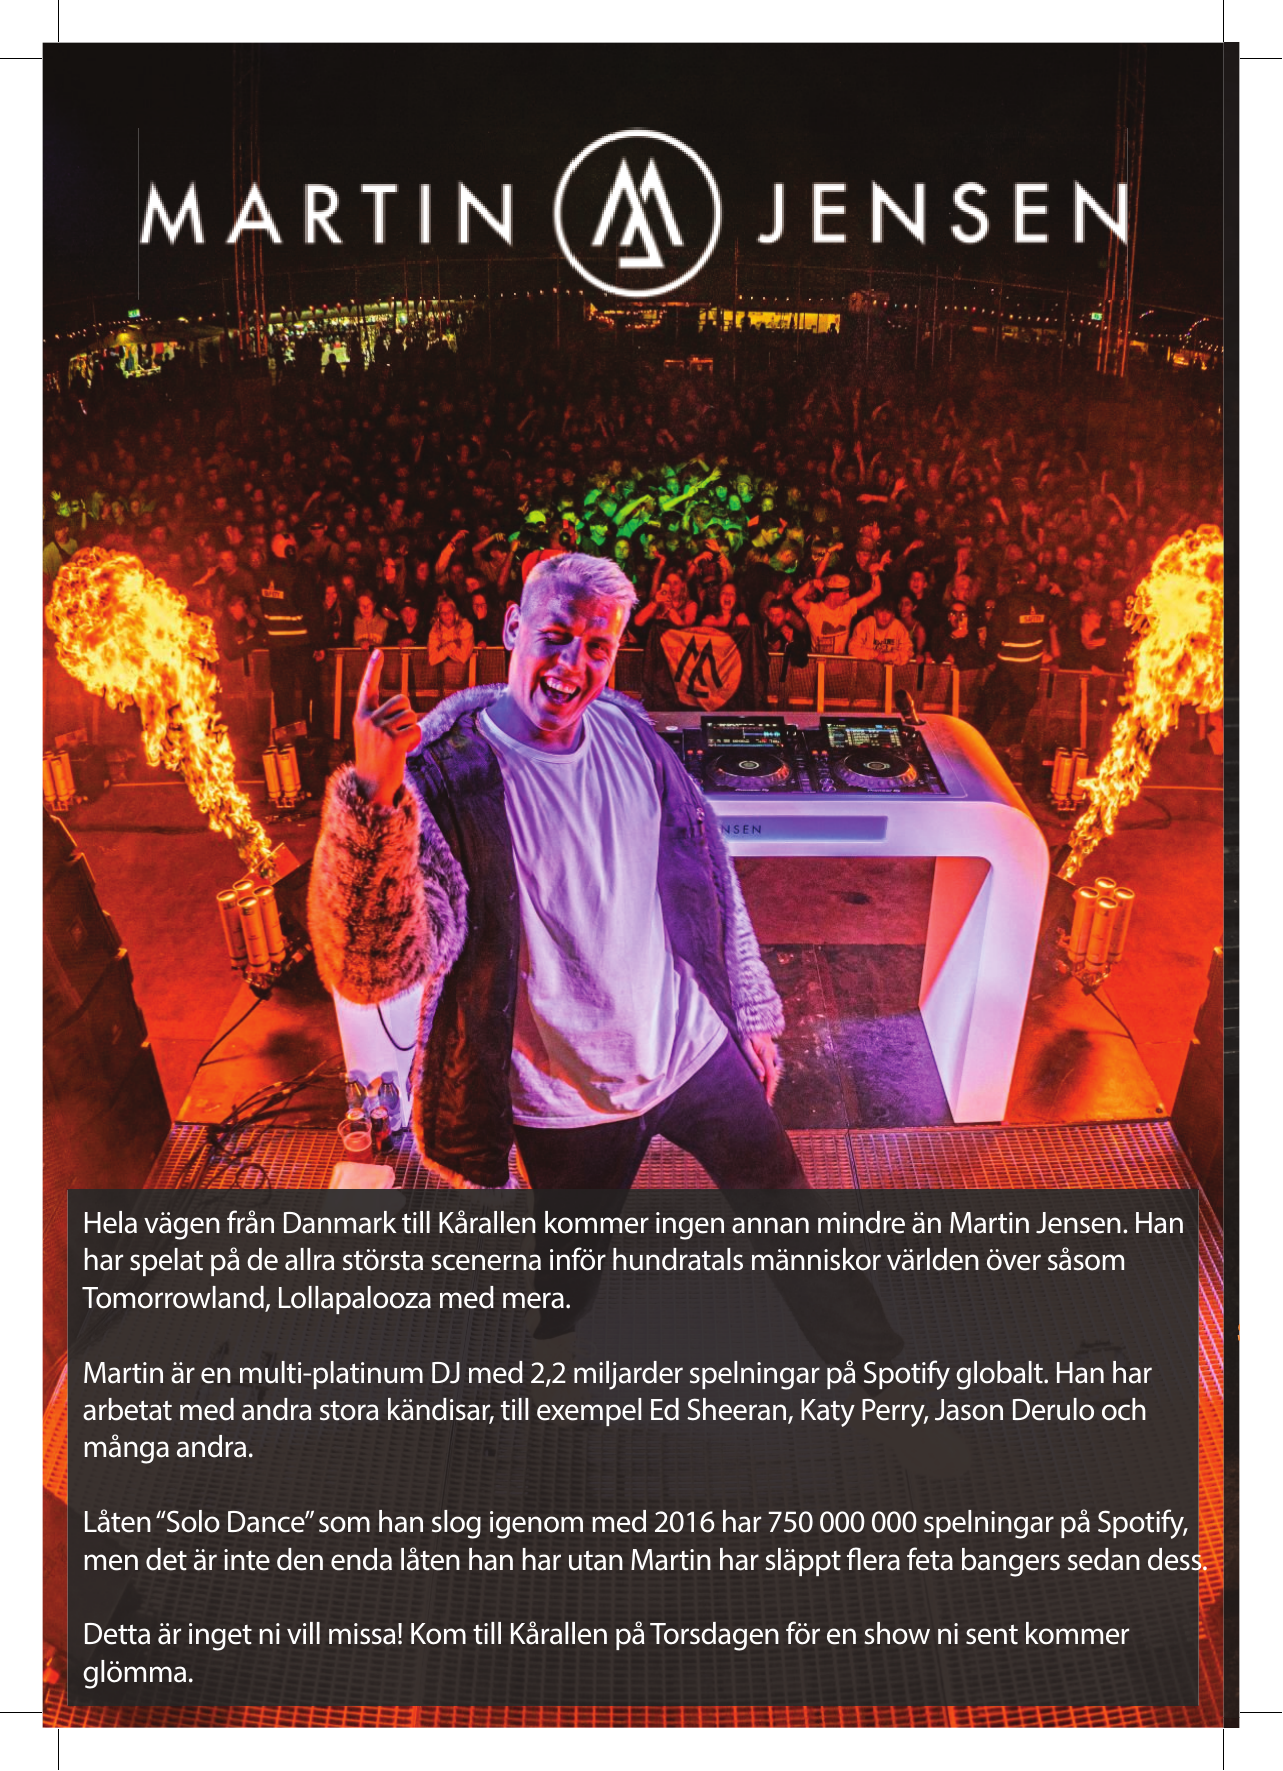 MARTIN JENSEN
NSEN
Hela vägen från Danmark till Kårallen kommer ingen annan mindre än Martin Jensen. Han
har spelat på de allra största scenerna inför hundratals människor världen över såsom
Tomorrowland, Lollapalooza med mera.
Martin är en multi-platinum DJ med 2,2 miljarder spelningar på Spotify globalt. Han har
arbetat med andra stora kändisar, till exempel Ed Sheeran, Katy Perry, Jason Derulo och
många andra.
Låten “Solo Dance” som han slog igenom med 2016 har 750 000 000 spelningar på Spotify,
men det är inte den enda låten han har utan Martin har släppt flera feta bangers sedan dess.
Detta är inget ni vill missa! Kom till Kårallen på Torsdagen för en show ni sent kommer
glömma.